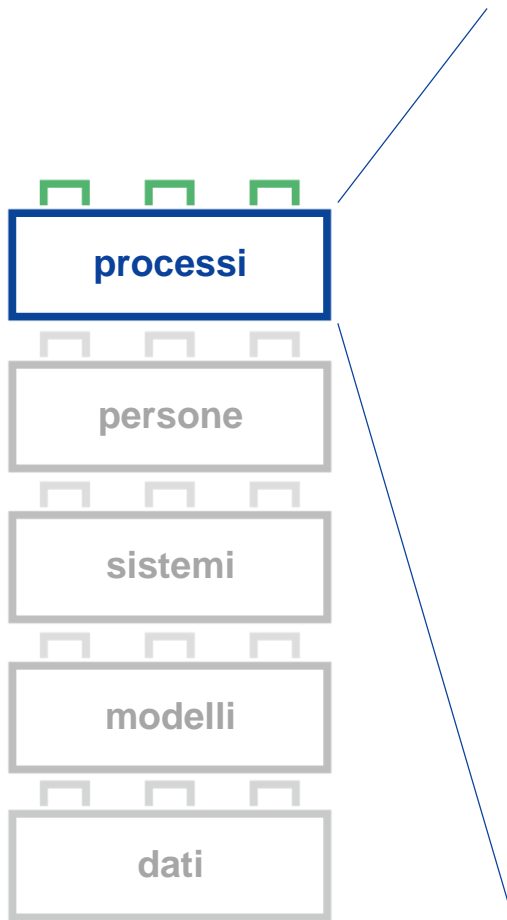 processi
persone
sistemi
modelli
dati